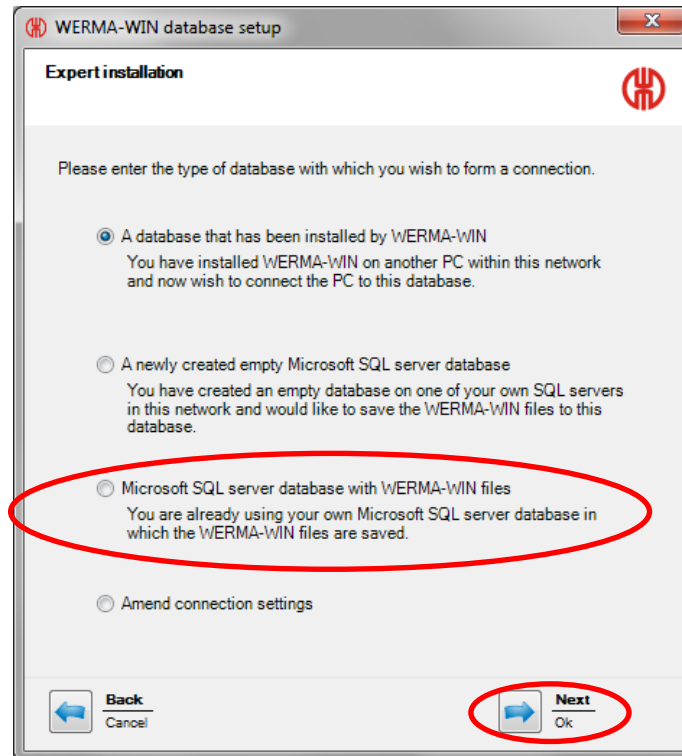 WERMA-WIN database setup
Expert installation
Please enter the type of database with which you wish to form a connection.
A database that has been installed by WERMA-WIN
You have installed WERMA-WIN on another PC within this network
and now wish to connect the PC to this database.
A newly created empty Microsoft SQL server database
You have created an empty database on one of your own SQL servers
in this network and would like to save the WERMA-WIN files to this
database.
Microsoft SQL server database with WERMA-WIN files
You are already using your own Microsoft SQL server database in
which the WERMA-WIN files are saved.
Amend connection settings
Back
Cancel
Next
Ok